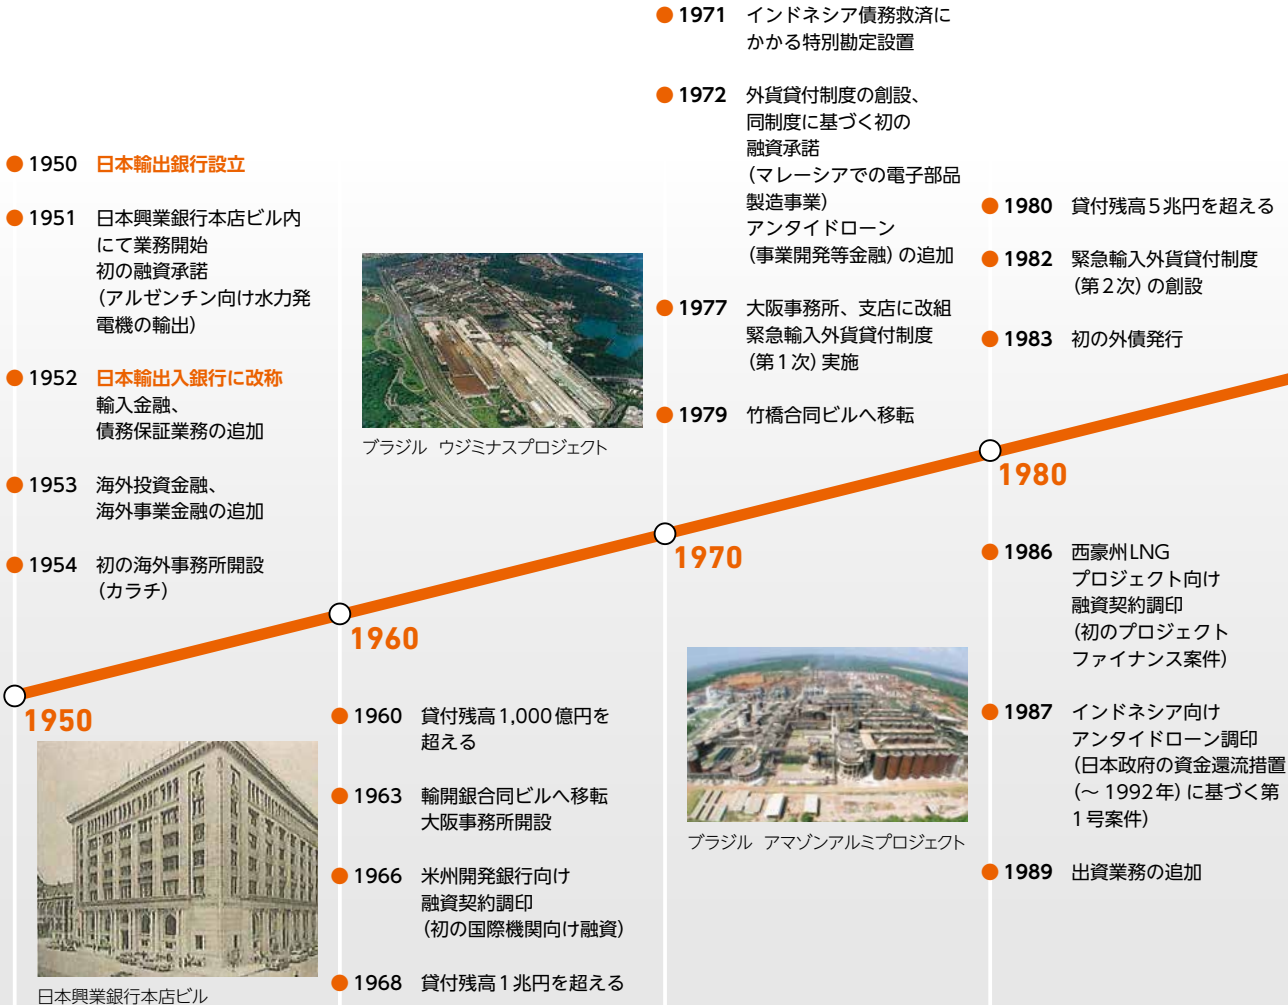 1950 日本輸出銀行設立
1951 日本興業銀行本店ビル内
にて業務開始
初の融資承諾
(アルゼンチン向け水力発
電機の輸出)
1952 日本輸出入銀行に改称
輸入金融、
債務保証業務の追加
1953 海外投資金融、
海外事業金融の追加
1954 初の海外事務所開設
(カラチ)
1950
日本興業銀行本店ビル
ブラジル ウジミナスプロジェクト
1960
1960 貸付残高1,000億円を
超える
1963 輸開銀合同ビルへ移転
大阪事務所開設
1966 米州開発銀行向け
融資契約調印
(初の国際機関向け融資)
1968 貸付残高1兆円を超える
1971 インドネシア債務救済に
かかる特別勘定設置
1972 外貨貸付制度の創設、
同制度に基づく初の
融資承諾
(マレーシアでの電子部品
製造事業)
アンタイドローン
(事業開発等金融)の追加
1977 大阪事務所、支店に改組
緊急輸入外貨貸付制度
(第1次)実施
1979 竹橋合同ビルへ移転
1970
ブラジル アマゾンアルミプロジェクト
1980 貸付残高5兆円を超える
1982 緊急輸入外貨貸付制度
(第2次)の創設
1983 初の外債発行
1980
1986 西豪州LNG
プロジェクト向け
融資契約調印
(初のプロジェクト
ファイナンス案件)
1987 インドネシア向け
アンタイドローン調印
(日本政府の資金還流措置
(～1992年)に基づく第
1号案件)
1989 出資業務の追加